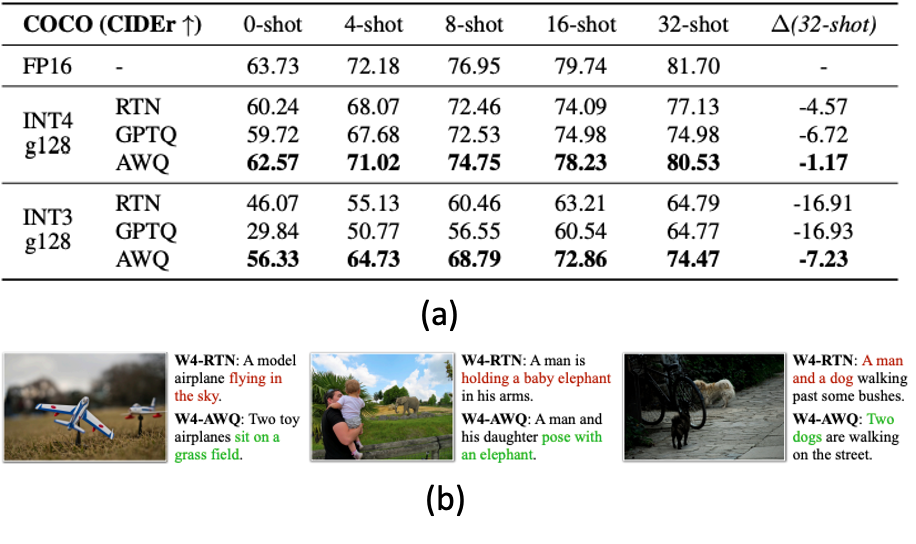 COCO (CIDEr ↑) 0-shot 4-shot 8-shot 16-shot 32-shot Δ(32-shot)
FP16 - 63.73 72.18 76.95 79.74 81.70 -
INT4 g128
RTN 60.24 68.07 72.46 74.09 77.13 -4.57
GPTQ 59.72 67.68 72.53 74.98 74.98 -6.72
AWQ 62.57 71.02 74.75 78.23 80.53 -1.17
INT3 g128
RTN 46.07 55.13 60.46 63.21 64.79 -16.91
GPTQ 29.84 50.77 56.55 60.54 64.77 -16.93
AWQ 56.33 64.73 68.79 72.86 74.47 -7.23
(a)
W4-RTN: A model
airplane flying in
the sky.
W4-AWQ: Two toy
airplanes sit on a
grass field.
W4-RTN: A man is
holding a baby elephant
in his arms.
W4-AWQ: A man and
his daughter pose with
an elephant.
W4-RTN: A man
and a dog walking
past some bushes.
W4-AWQ: Two
dogs are walking
on the street.
(b)